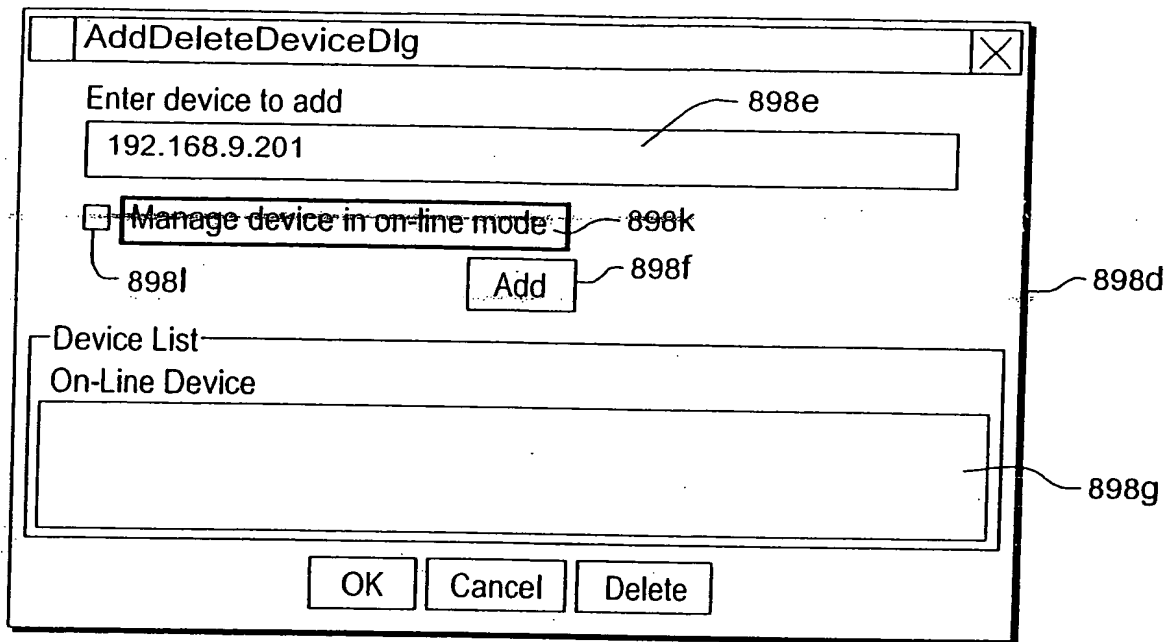 AddDeleteDeviceDlg
Enter device to add
898e
192.168.9.201
Manage device in on-line mode
898k
898l
Add
898f
898d
Device List
On-Line Device
898g
OK
Cancel
Delete